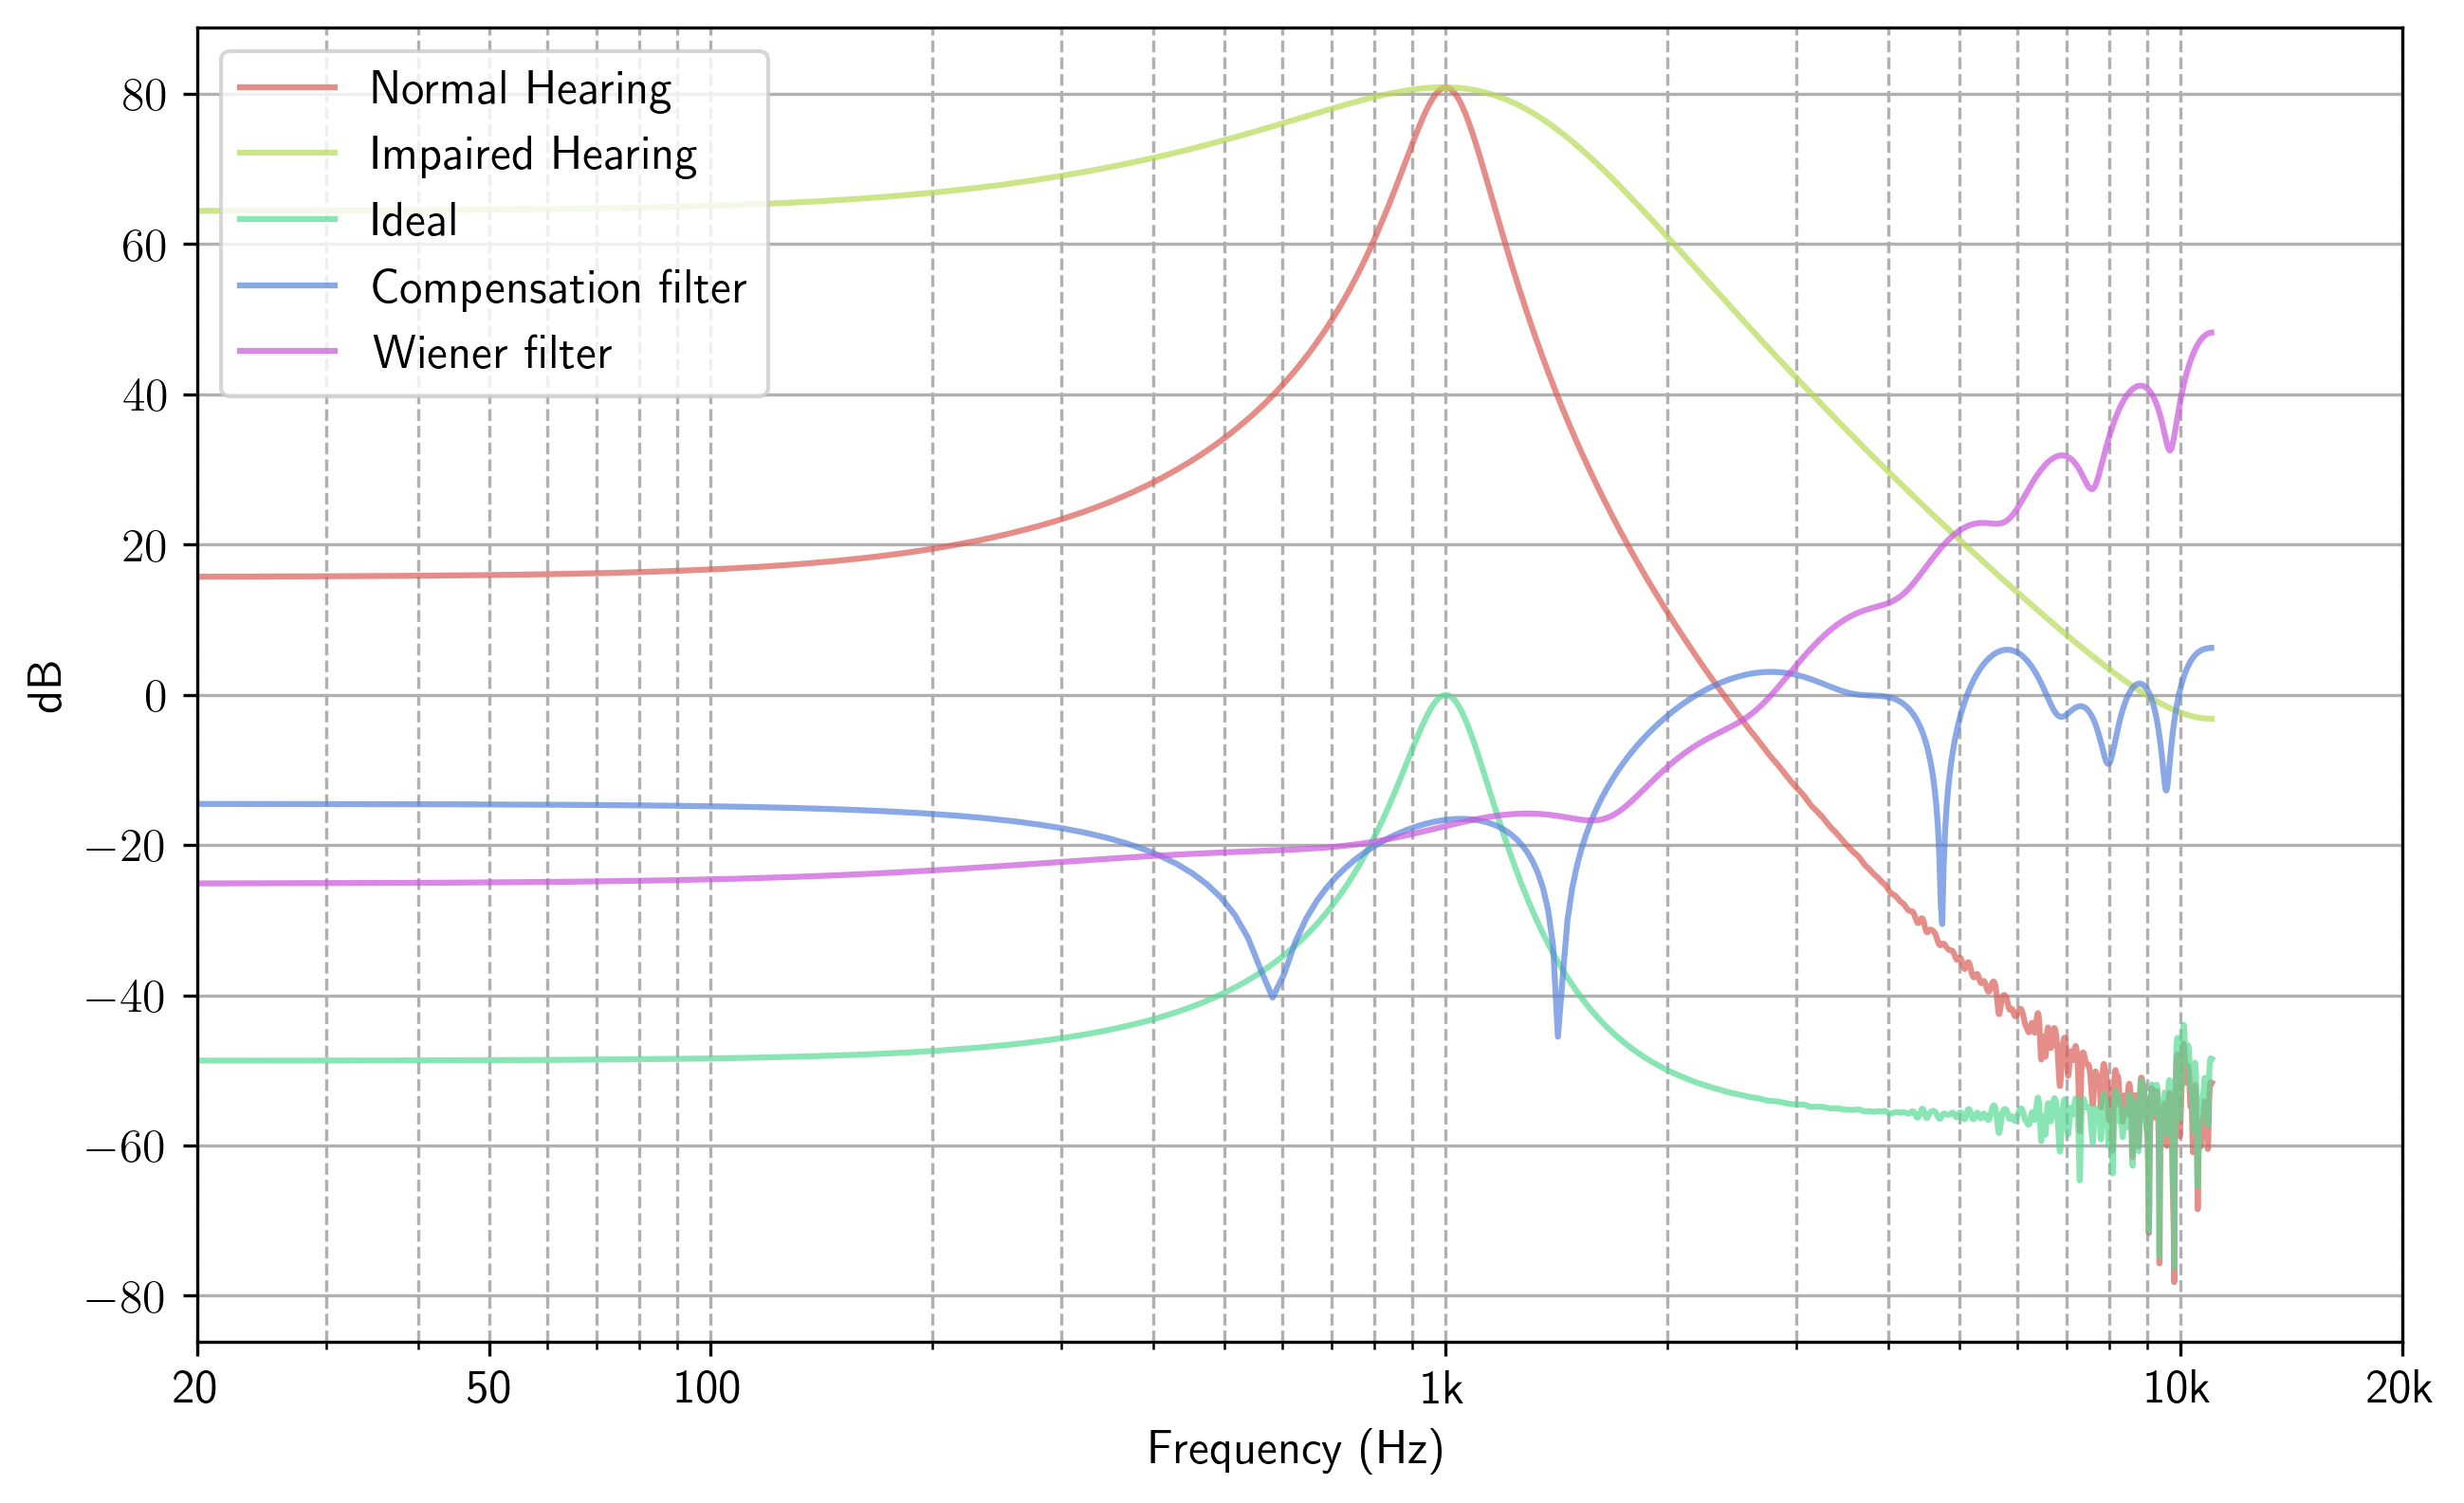 Normal Hearing
Impaired Hearing
Ideal
Compensation filter
Wiener filter
80
60
40
20
0
−20
−40
−60
−80
dB
20 50 100 1k 10k 20k
Frequency (Hz)